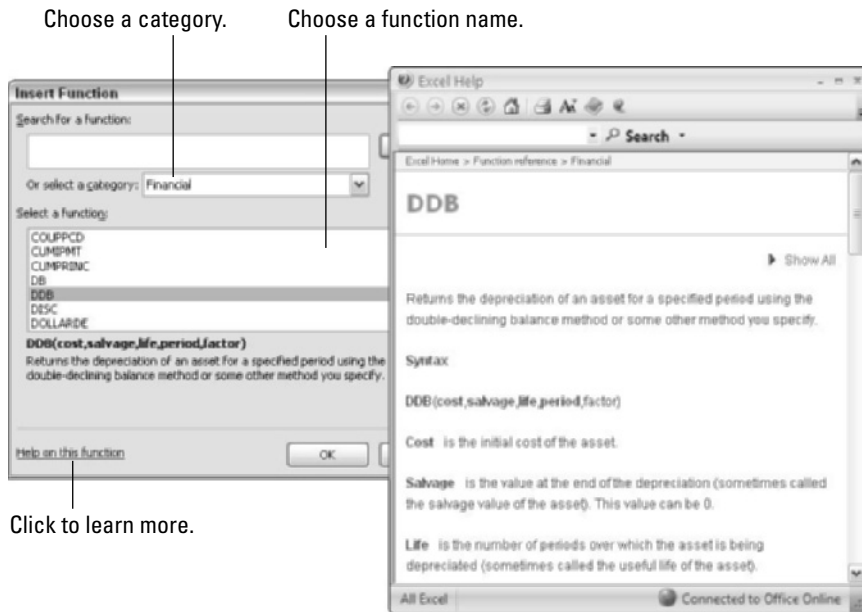 Choose a category.
Choose a function name.
Insert Function
Search for a function:
Or select a category: Financial
Select a function:
COUPPCD
CUMIPMT
CUMPRINC
DB
DDB
DISC
DOLLARDE
DDB(cost,salvage,life,period,factor)
Returns the depreciation of an asset for a specified period using the
double-declining balance method or some other method you specify.
Help on this function
OK
Click to learn more.
Excel Help
Search
Excel Home > Function reference > Financial
DDB
Show All
Returns the depreciation of an asset for a specified period using the
double-declining balance method or some other method you specify.
Syntax
DDB(cost,salvage,life,period,factor)
Cost is the initial cost of the asset.
Salvage is the value at the end of the depreciation (sometimes called
the salvage value of the asset). This value can be 0.
Life is the number of periods over which the asset is being
depreciated (sometimes called the useful life of the asset).
All Excel
Connected to Office Online